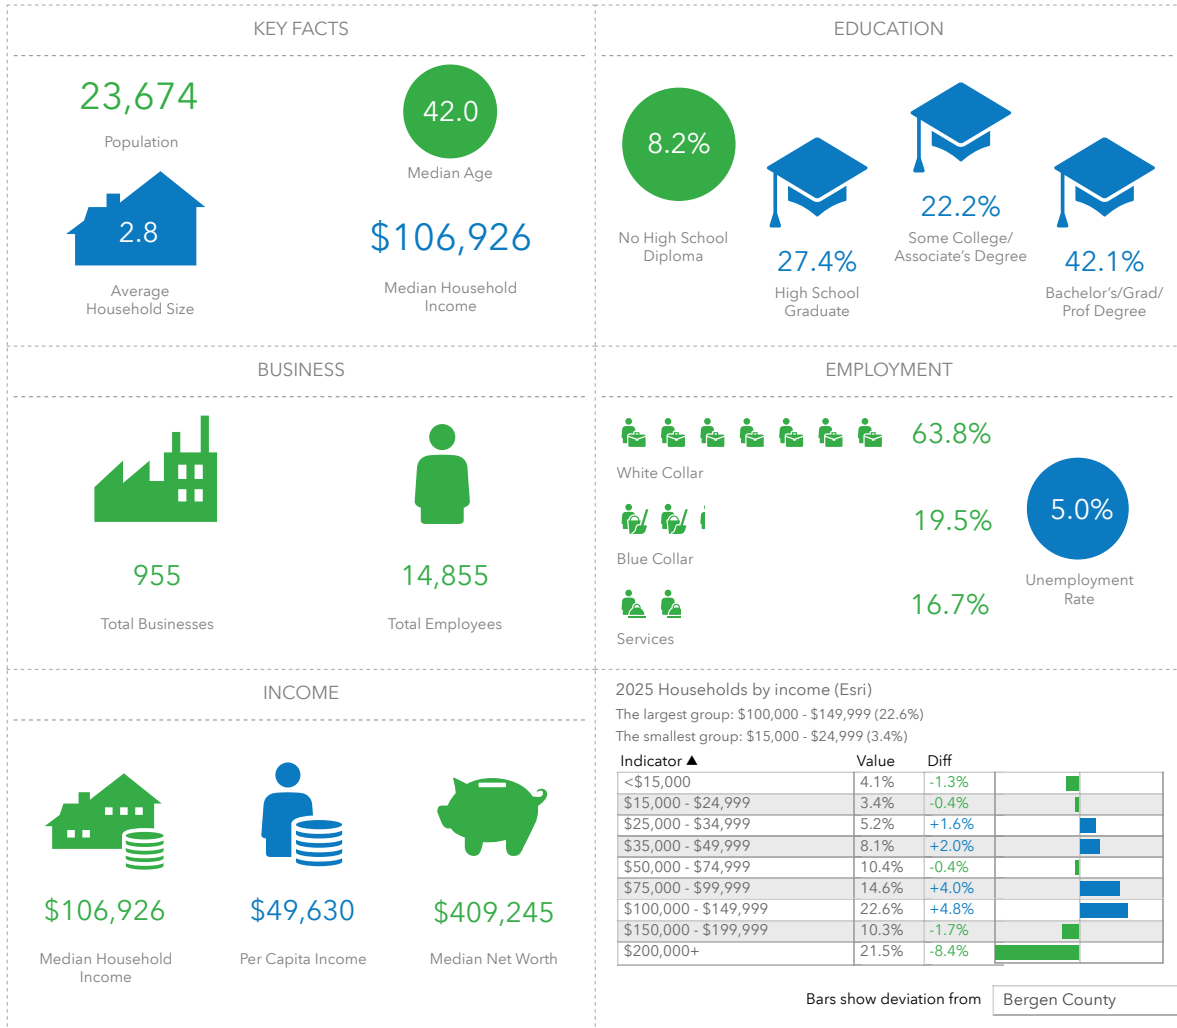 KEY FACTS
23,674
Population
42.0
Median Age
2.8
Average
Household Size
$106,926
Median Household
Income
EDUCATION
8.2%
No High School
Diploma
27.4%
High School
Graduate
22.2%
Some College/
Associate's Degree
42.1%
Bachelor's/Grad/
Prof Degree
BUSINESS
955
Total Businesses
14,855
Total Employees
EMPLOYMENT
63.8%
White Collar
19.5%
Blue Collar
16.7%
Services
5.0%
Unemployment
Rate
INCOME
$106,926
Median Household
Income
$49,630
Per Capita Income
$409,245
Median Net Worth
2025 Households by income (Esri)
The largest group: $100,000 - $149,999 (22.6%)
The smallest group: $15,000 - $24,999 (3.4%)
Indicator ▲ Value Diff
<$15,000 4.1% -1.3%
$15,000 - $24,999 3.4% -0.4%
$25,000 - $34,999 5.2% +1.6%
$35,000 - $49,999 8.1% +2.0%
$50,000 - $74,999 10.4% -0.4%
$75,000 - $99,999 14.6% +4.0%
$100,000 - $149,999 22.6% +4.8%
$150,000 - $199,999 10.3% -1.7%
$200,000+ 21.5% -8.4%
Bars show deviation from Bergen County